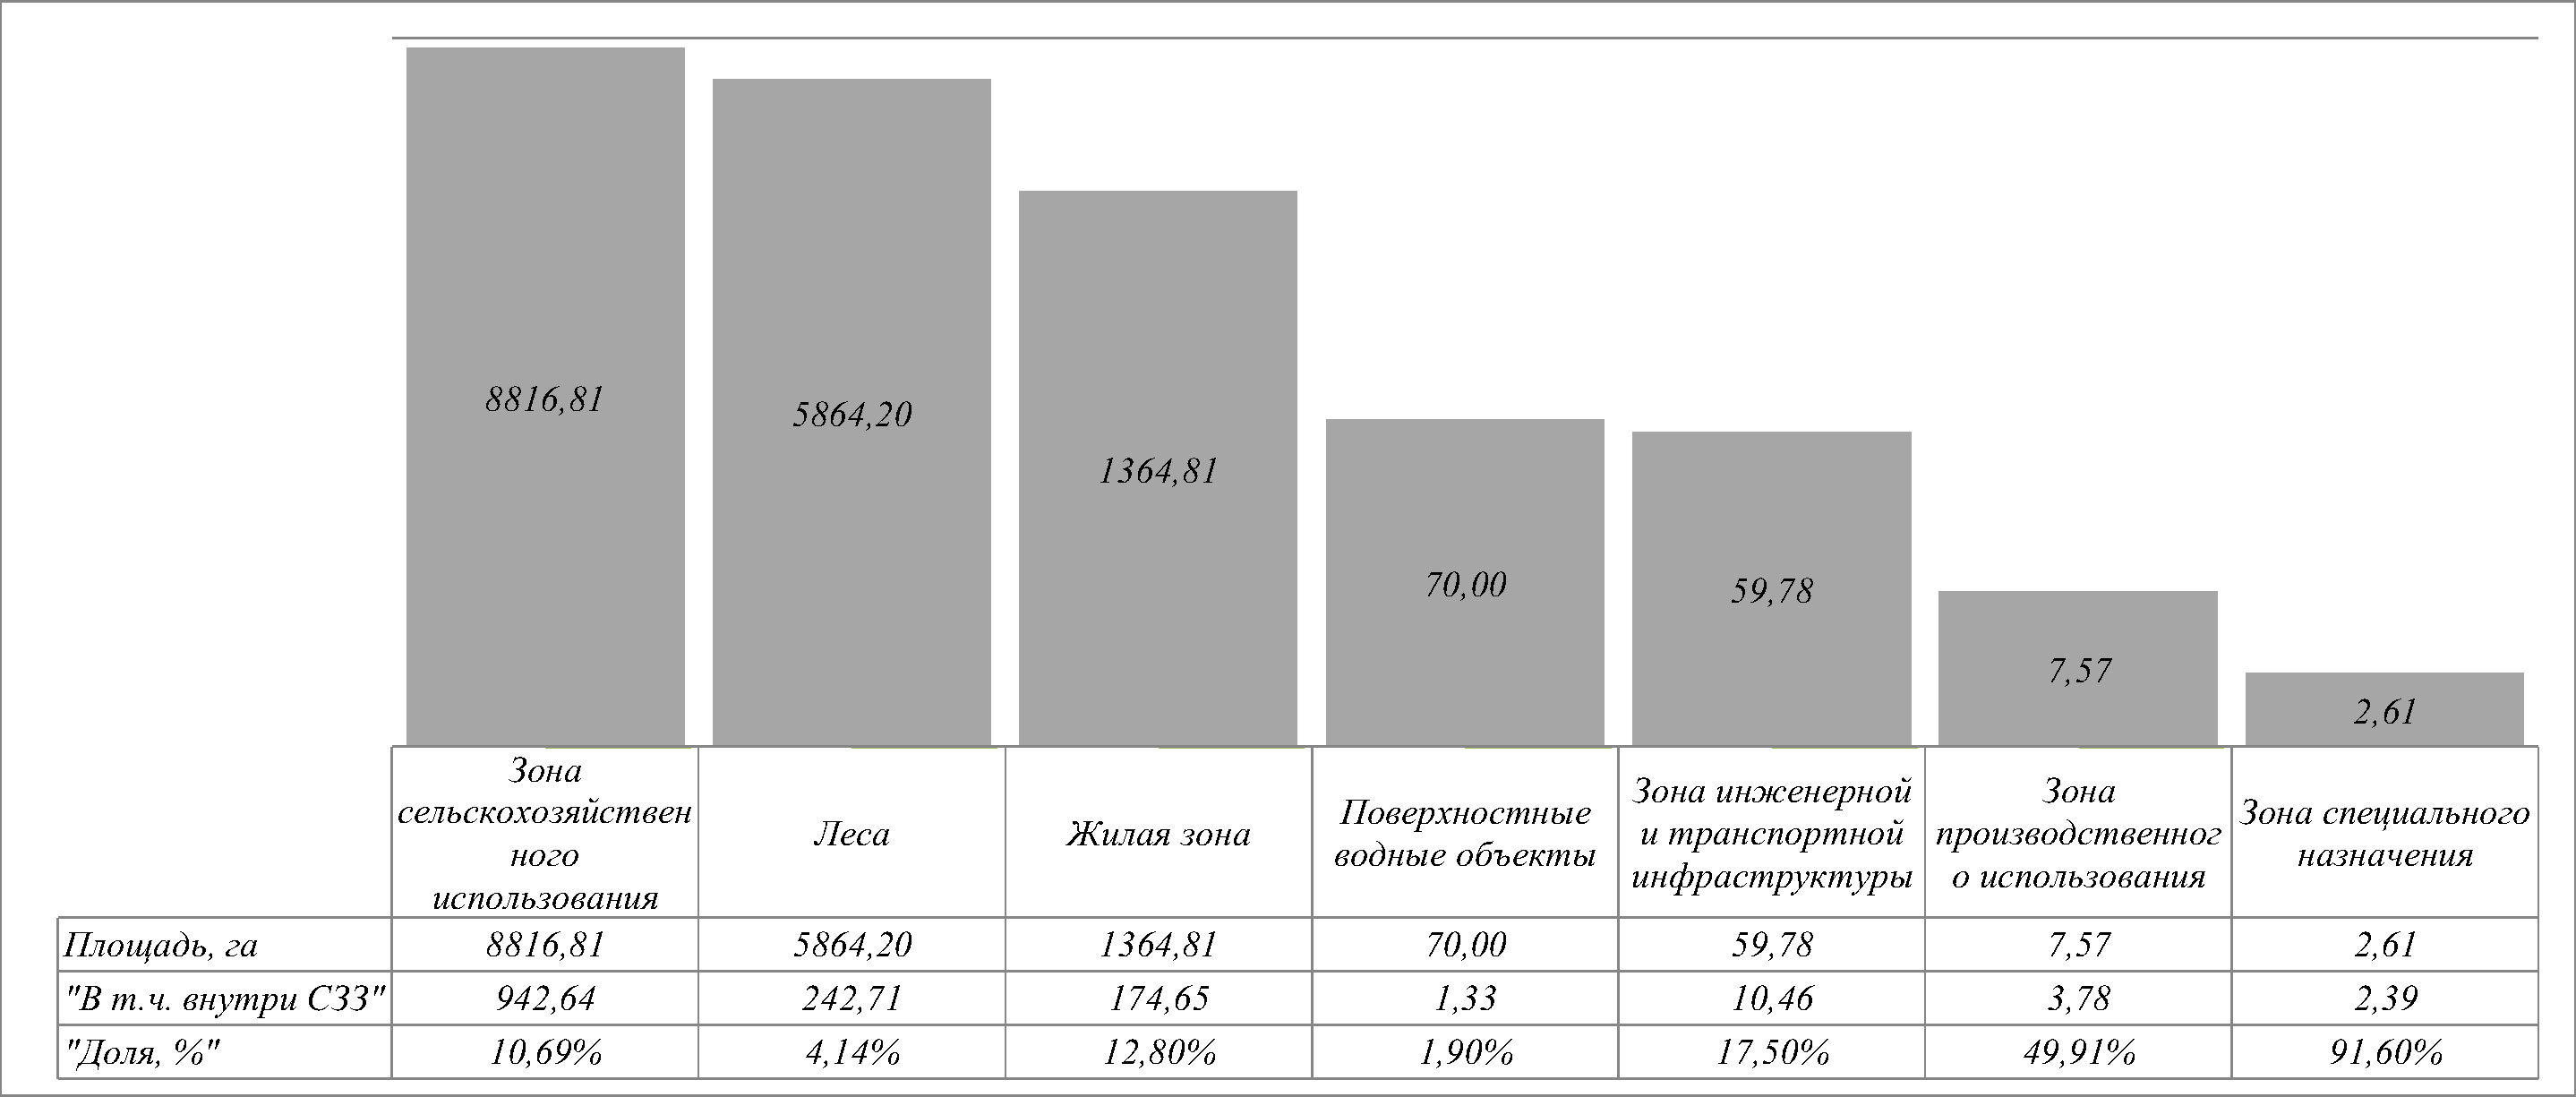 8816,81
5864,20
1364,81
70,00
59,78
7,57
2,61
Зона
сельскохозяйствен
ного
использования
Леса
Жилая зона
Поверхностные
водные объекты
Зона инженерной
и транспортной
инфраструктуры
Зона
производственног
о использования
Зона специального
назначения
Площадь, га 8816,81 5864,20 1364,81 70,00 59,78 7,57 2,61
"В т.ч. внутри СЗЗ" 942,64 242,71 174,65 1,33 10,46 3,78 2,39
"Доля, %" 10,69% 4,14% 12,80% 1,90% 17,50% 49,91% 91,60%